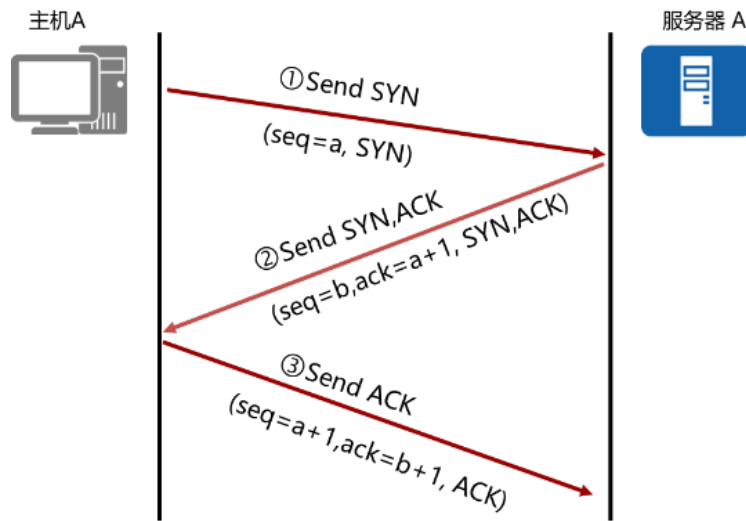 主机A
服务器 A
①Send SYN
(seq=a, SYN)
②Send SYN,ACK
(seq=b,ack=a+1, SYN,ACK)
③Send ACK
(seq=a+1,ack=b+1, ACK)